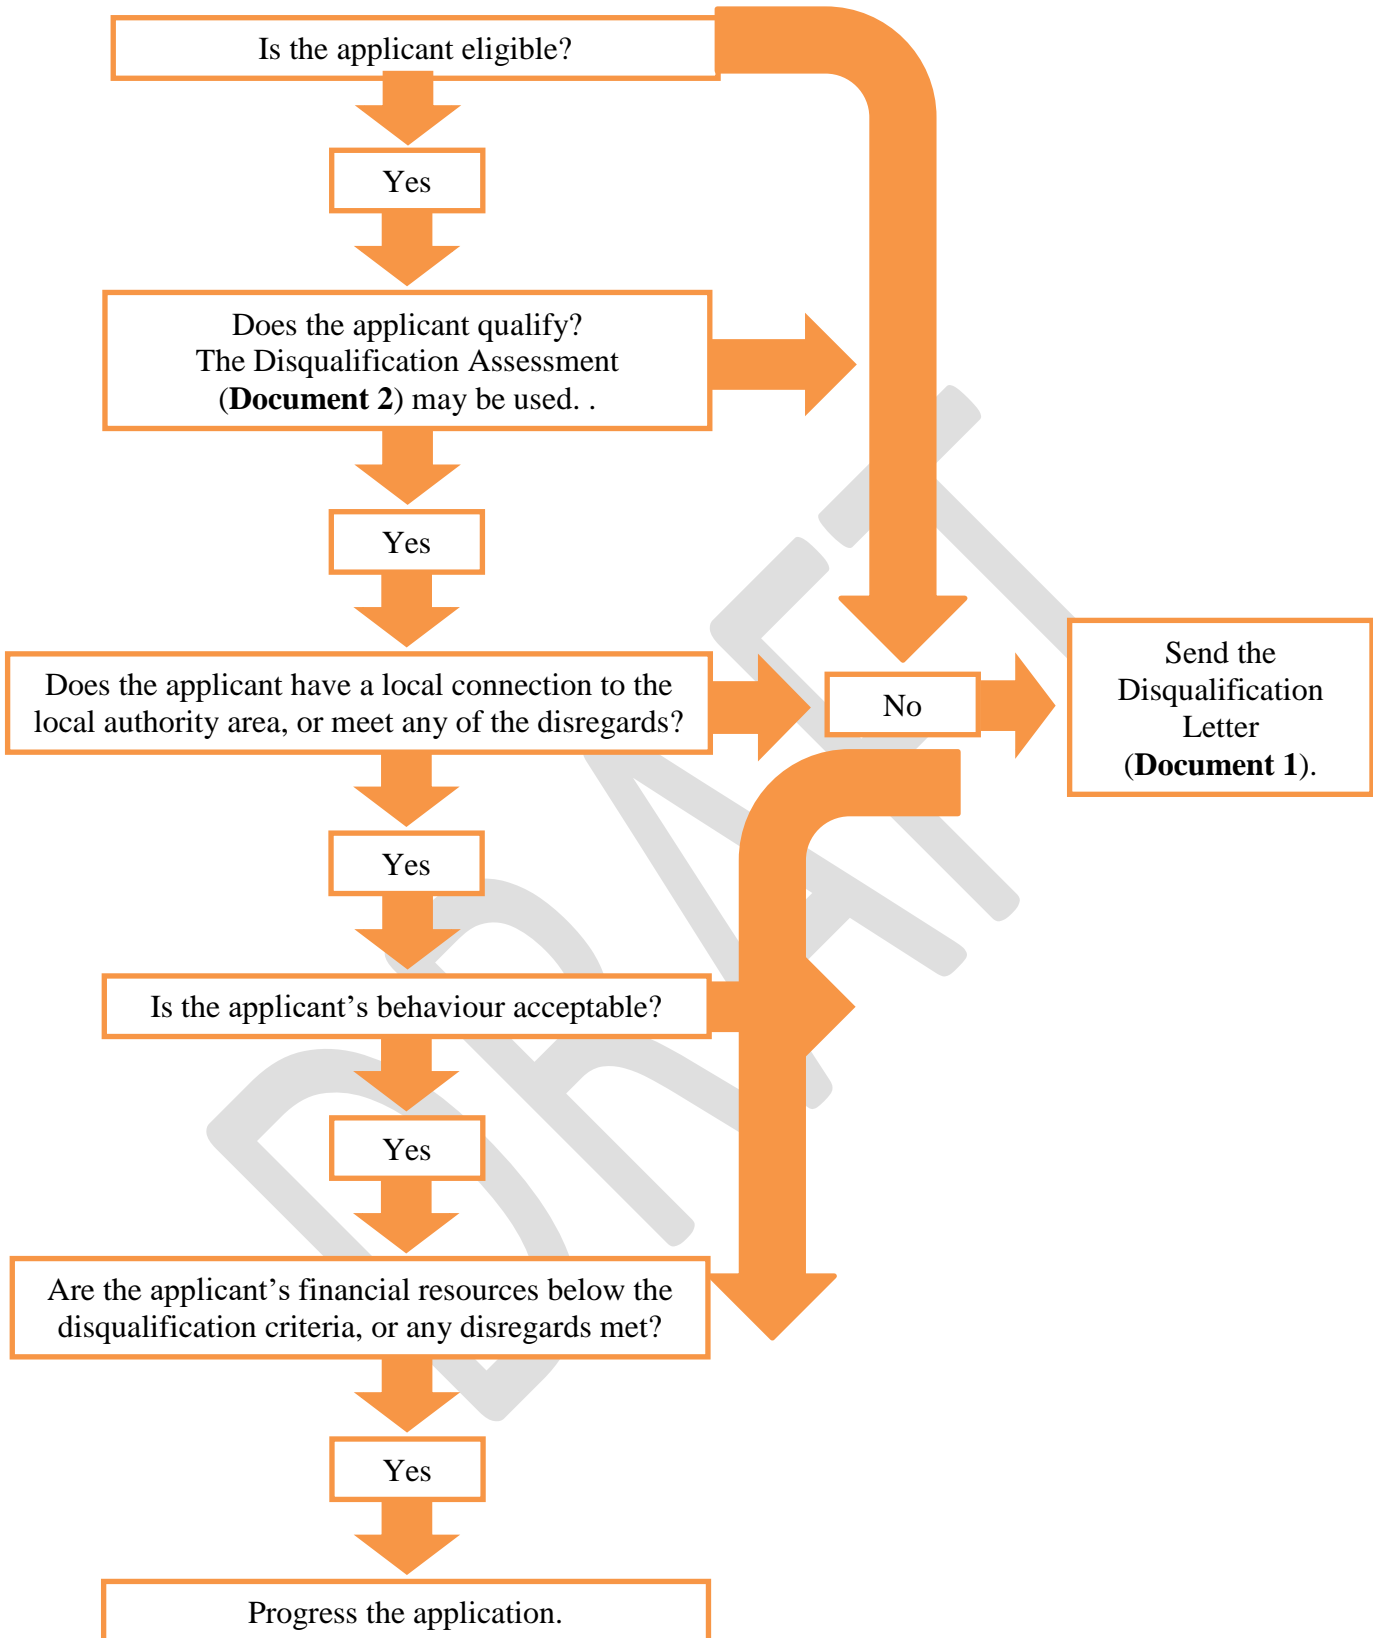 Is the applicant eligible?
Yes
Does the applicant qualify?
The Disqualification Assessment
(Document 2) may be used. .
Yes
Does the applicant have a local connection to the
local authority area, or meet any of the disregards?
No
Send the
Disqualification
Letter
(Document 1).
Yes
Is the applicant’s behaviour acceptable?
Yes
Are the applicant’s financial resources below the
disqualification criteria, or any disregards met?
Yes
Progress the application.
DRAFT